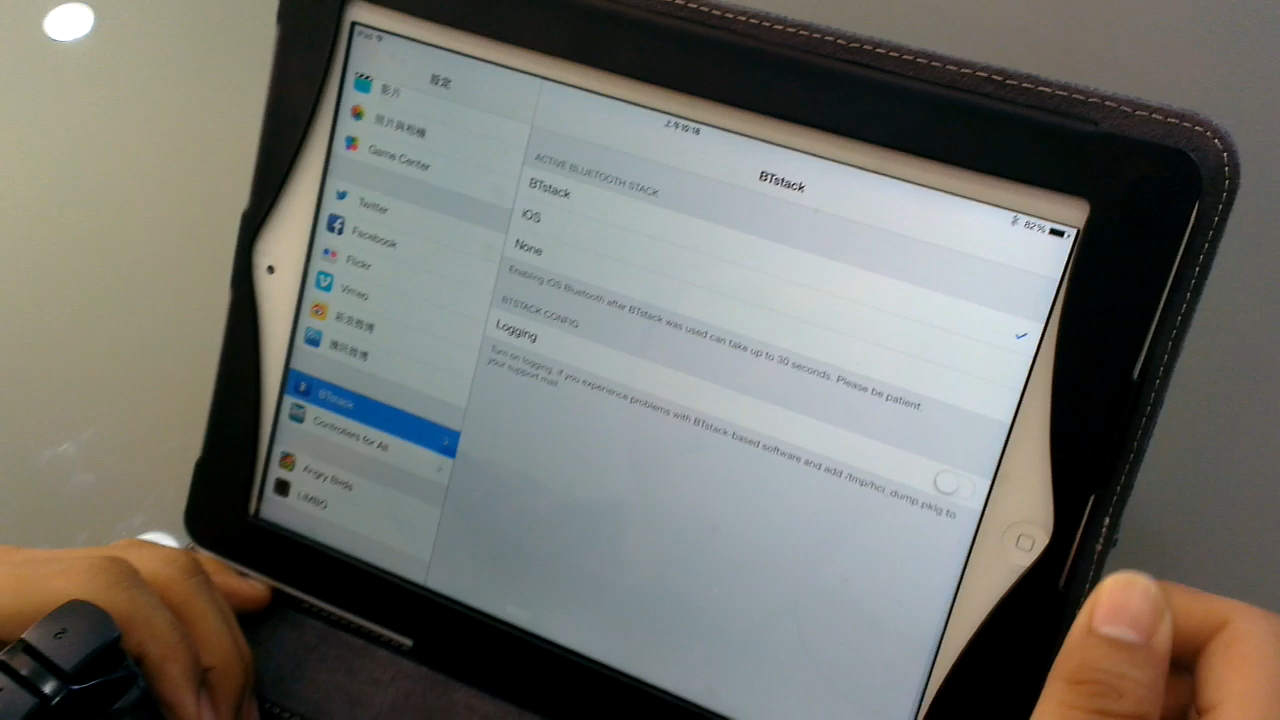 iPad
上午10:18
82%
設定
影片
照片與相機
Game Center
Twitter
Facebook
Flickr
Vimeo
新浪微博
騰訊微博
BTstack
Controllers for All
Angry Birds
LIMBO
BTstack
ACTIVE BLUETOOTH STACK
BTstack
iOS
None
Enabling iOS Bluetooth after BTstack was used can take up to 30 seconds. Please be patient.
BTSTACK CONFIG
Logging
Turn on logging, if you experience problems with BTstack-based software and add /tmp/hci_dump.pklg to
your support mail.
2